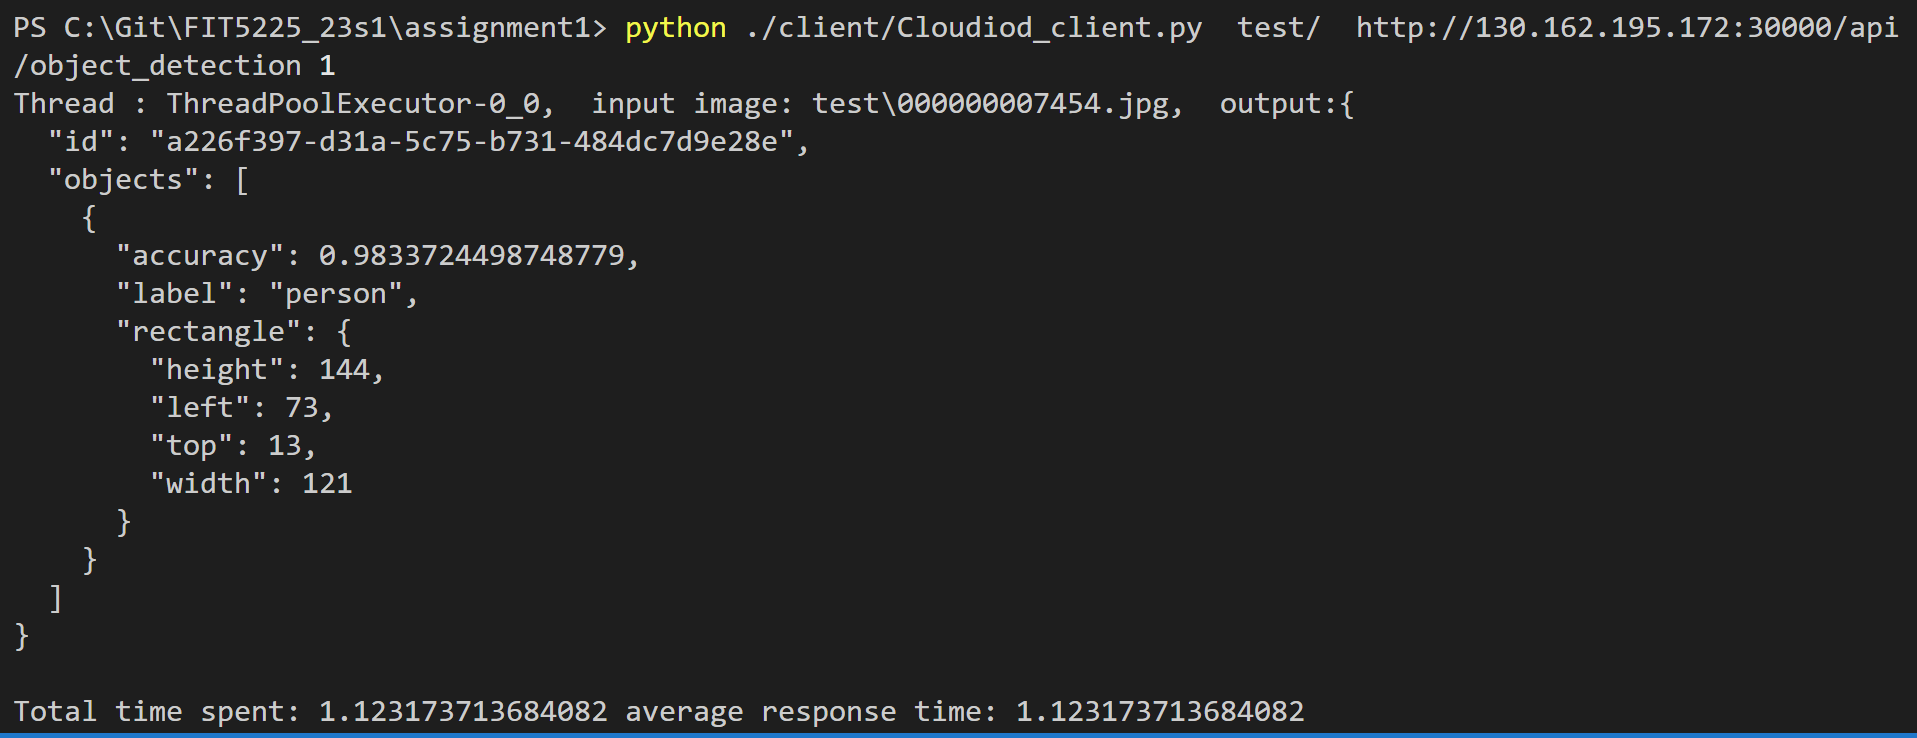 PS C:\Git\FIT5225_23s1\assignment1> python ./client/Cloudiod_client.py  test/  http://130.162.195.172:30000/api
/object_detection 1
Thread : ThreadPoolExecutor-0_0,  input image: test\000000007454.jpg,  output:{
  "id": "a226f397-d31a-5c75-b731-484dc7d9e28e",
  "objects": [
    {
      "accuracy": 0.9833724498748779,
      "label": "person",
      "rectangle": {
        "height": 144,
        "left": 73,
        "top": 13,
        "width": 121
      }
    }
  ]
}
Total time spent: 1.123173713684082 average response time: 1.123173713684082